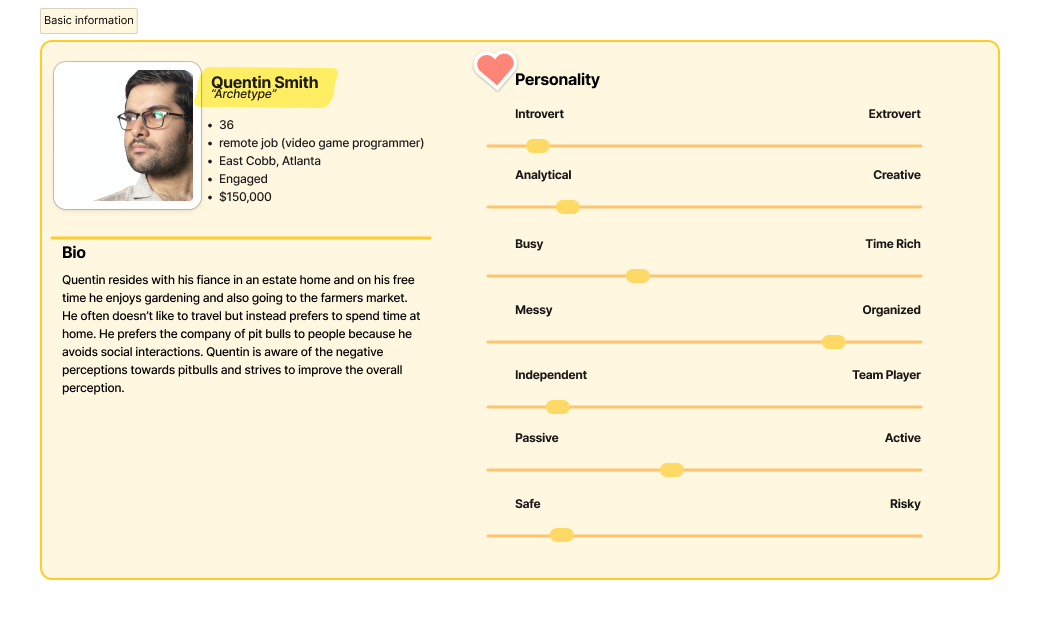 Basic information
Quentin Smith
“Archetype”
• 36
• remote job (video game programmer)
• East Cobb, Atlanta
• Engaged
• $150,000
Bio
Quentin resides with his fiance in an estate home and on his free
time he enjoys gardening and also going to the farmers market.
He often doesn’t like to travel but instead prefers to spend time at
home. He prefers the company of pit bulls to people because he
avoids social interactions. Quentin is aware of the negative
perceptions towards pitbulls and strives to improve the overall
perception.
Personality
Introvert Extrovert
Analytical Creative
Busy Time Rich
Messy Organized
Independent Team Player
Passive Active
Safe Risky